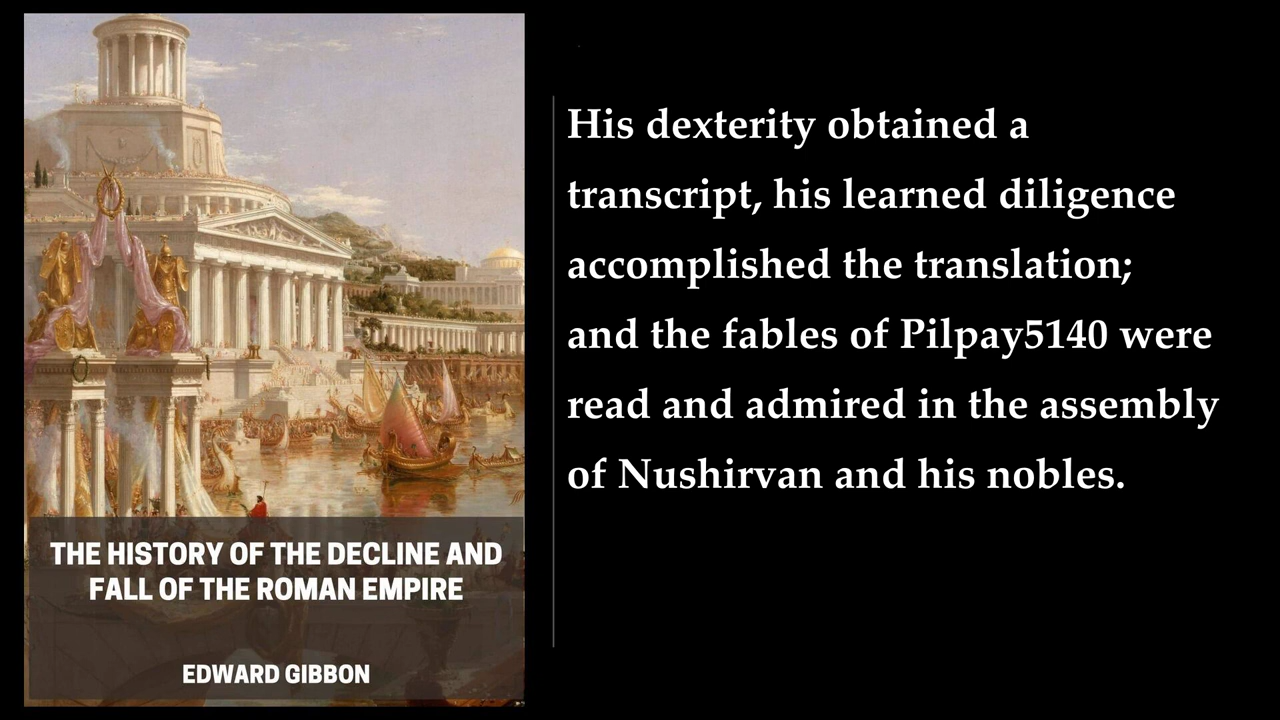 THE HISTORY OF THE DECLINE AND
FALL OF THE ROMAN EMPIRE
EDWARD GIBBON
His dexterity obtained a
transcript, his learned diligence
accomplished the translation;
and the fables of Pilpay5140 were
read and admired in the assembly
of Nushirvan and his nobles.